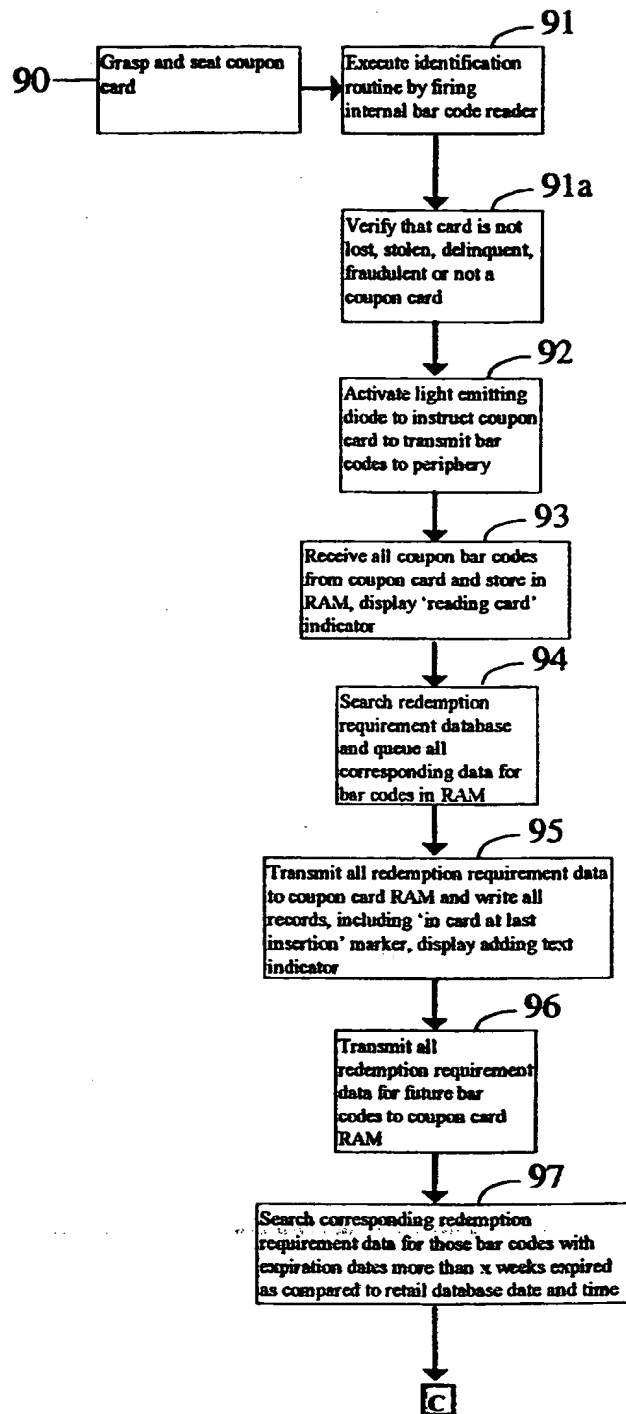 90
Grasp and seat coupon
card
91
Execute identification
routine by firing
internal bar code reader
91a
Verify that card is not
lost, stolen, delinquent,
fraudulent or not a
coupon card
92
Activate light emitting
diode to instruct coupon
card to transmit bar
codes to periphery
93
Receive all coupon bar codes
from coupon card and store in
RAM, display ‘reading card’
indicator
94
Search redemption
requirement database
and queue all
corresponding data for
bar codes in RAM
95
Transmit all redemption requirement data
to coupon card RAM and write all
records, including ‘in card at last
insertion’ marker, display adding text
indicator
96
Transmit all
redemption requirement
data for future bar
codes to coupon card
RAM
97
Search corresponding redemption
requirement data for those bar codes with
expiration dates more than x weeks expired
as compared to retail database date and time
C